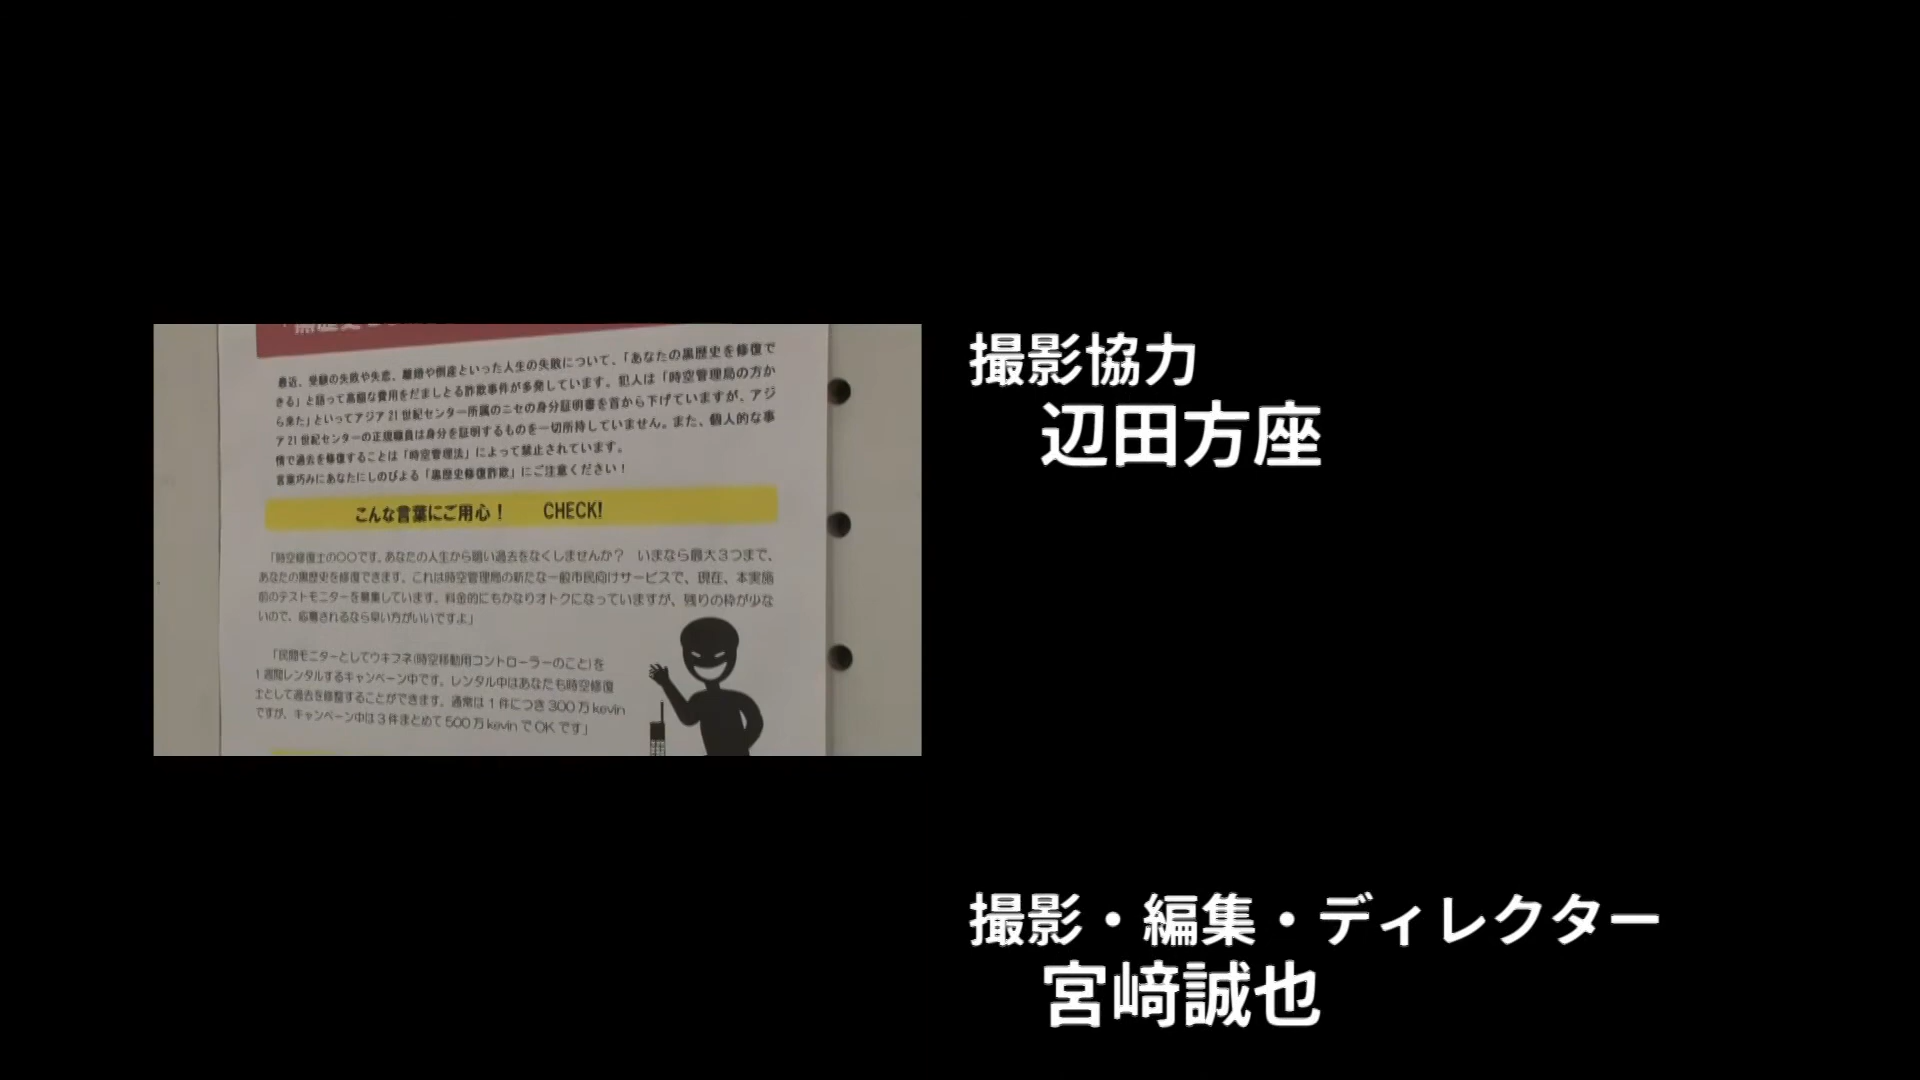 最近、受験の失敗や失恋、離婚や倒産といった人生の失敗について、「あなたの黒歴史を修復で
きる」と語って高額な費用をだましとる詐欺事件が多発しています。犯人は「時空管理局の方か
ら来た」といってアジア21世紀センター所属のニセの身分証明書を首から下げていますが、アジ
ア21世紀センターの正規職員は身分を証明するものを一切所持していません。また、個人的な事
情で過去を修復することは「時空管理法」によって禁止されています。
言葉巧みにあなたにしのびよる「黒歴史修復詐欺」にご注意ください！
こんな言葉にご用心！　CHECK!
「時空修復士の〇〇です。あなたの人生から暗い過去をなくしませんか？　いまなら最大3つまで、
あなたの黒歴史を修復できます。これは時空管理局の新たな一般市民向けサービスで、現在、本実施
前のテストモニターを募集しています。料金的にもかなりオトクになっていますが、残りの枠が少な
いので、応募されるなら早い方がいいですよ」
「民間モニターとしてウキフネ(時空移動用コントローラーのこと)を
1週間レンタルするキャンペーン中です。レンタル中はあなたも時空修復
士として過去を修整することができます。通常は1件につき300万kevin
ですが、キャンペーン中は3件まとめて500万kevinでOKです」
撮影協力
辺田方座
撮影・編集・ディレクター
宮﨑誠也